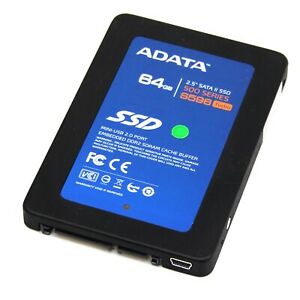 ADATA
64GB
2.5" SATA II SSD
500 SERIES
S596 Turbo
SSD
MINI-USB 2.0 PORT
EMBEDDED DDR2 SDRAM CACHE BUFFER
CE FC